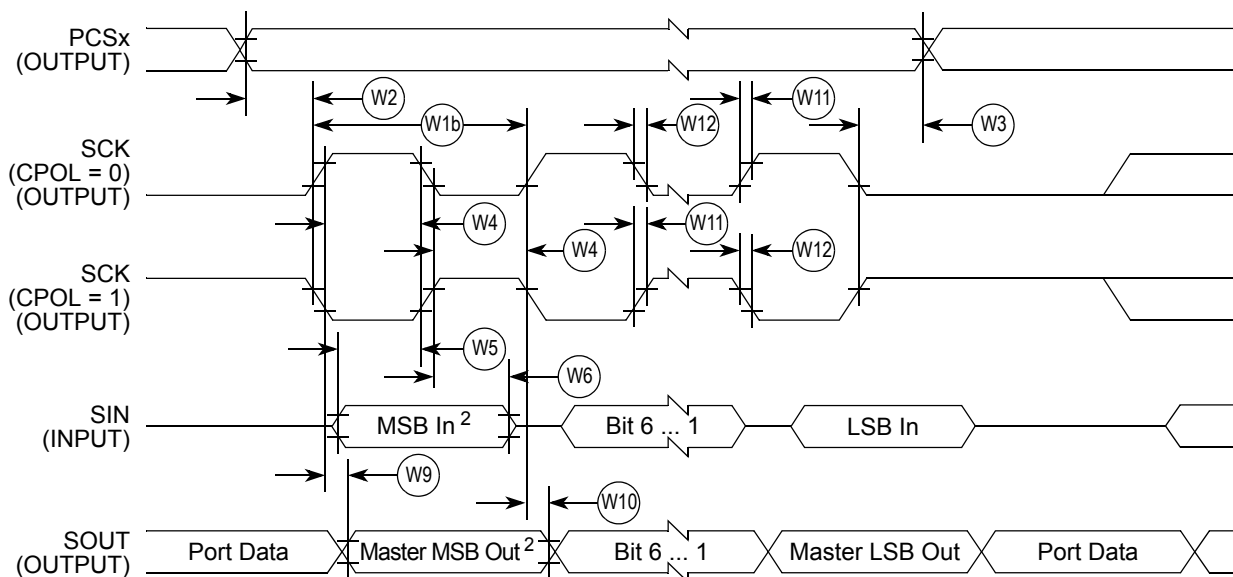 PCSx
(OUTPUT)
W2
W11
W1b
W12
W3
SCK
(CPOL = 0)
(OUTPUT)
W4
W11
W4
W12
SCK
(CPOL = 1)
(OUTPUT)
W5
W6
SIN
(INPUT)
MSB In 2
Bit 6 ... 1
LSB In
W9
W10
SOUT
(OUTPUT)
Port Data
Master MSB Out 2
Bit 6 ... 1
Master LSB Out
Port Data